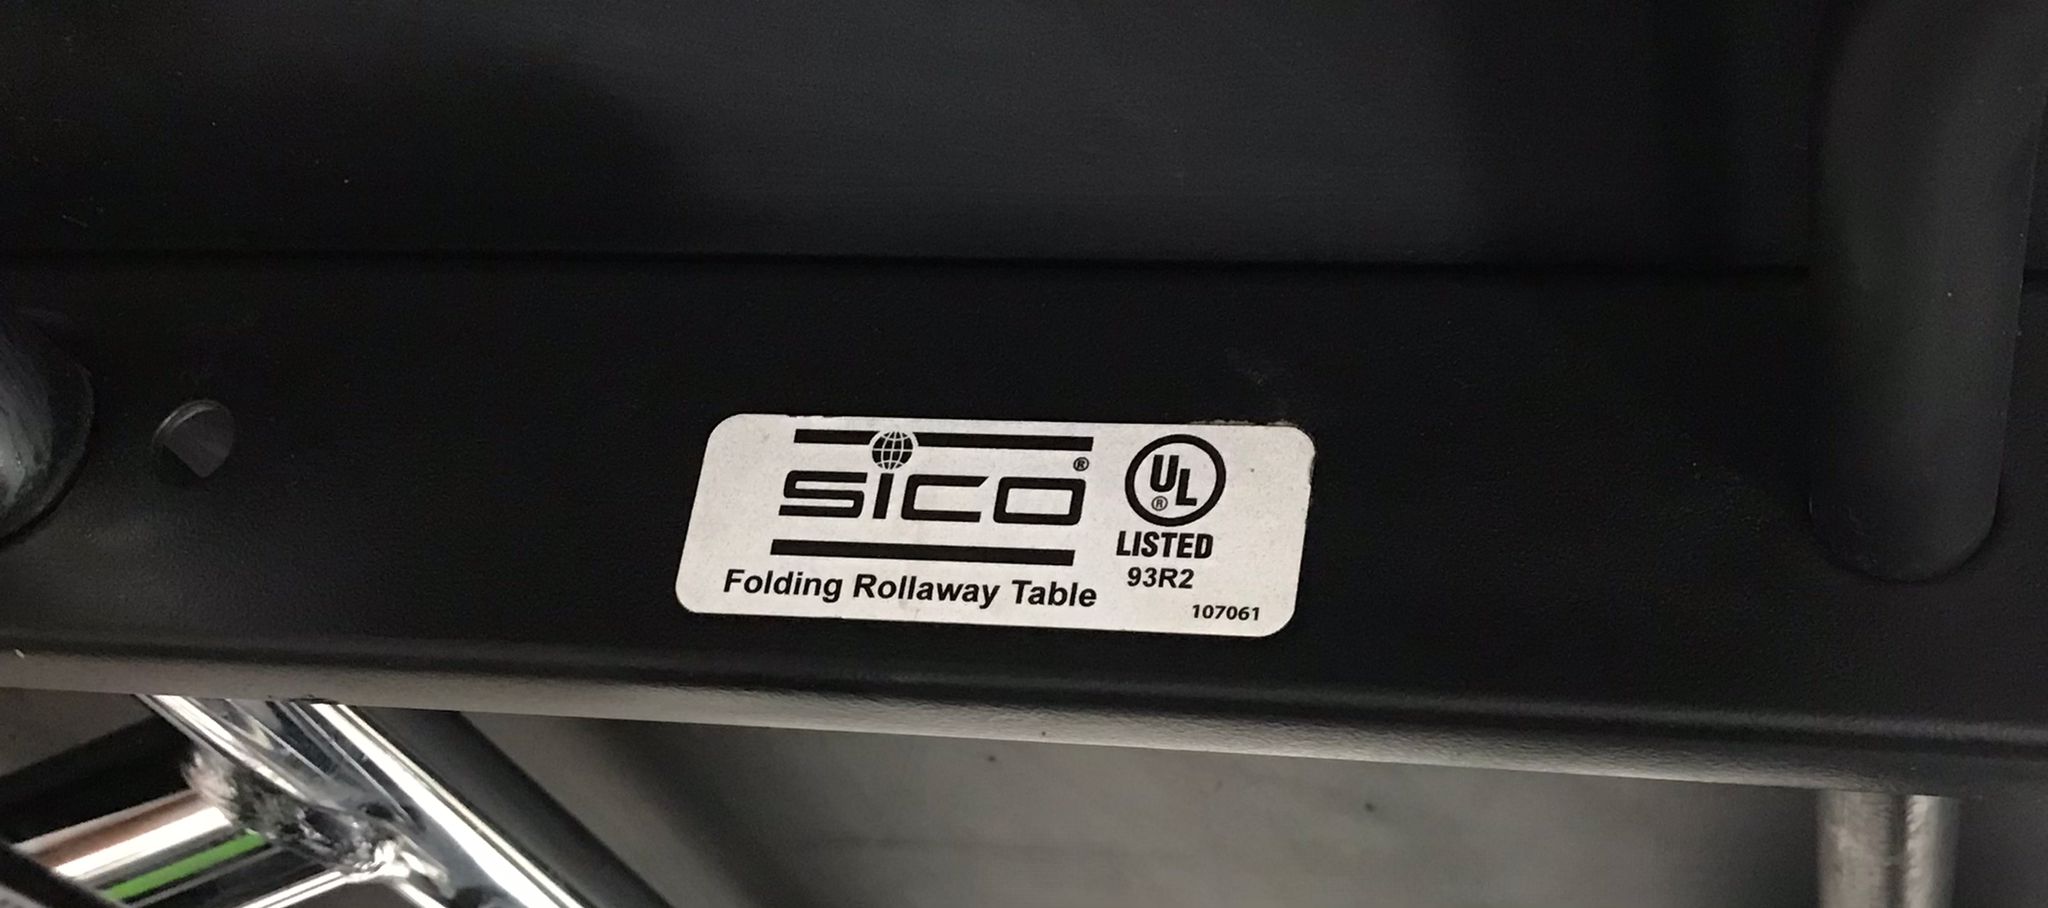 SICO®
Folding Rollaway Table
UL®
LISTED
93R2
107061